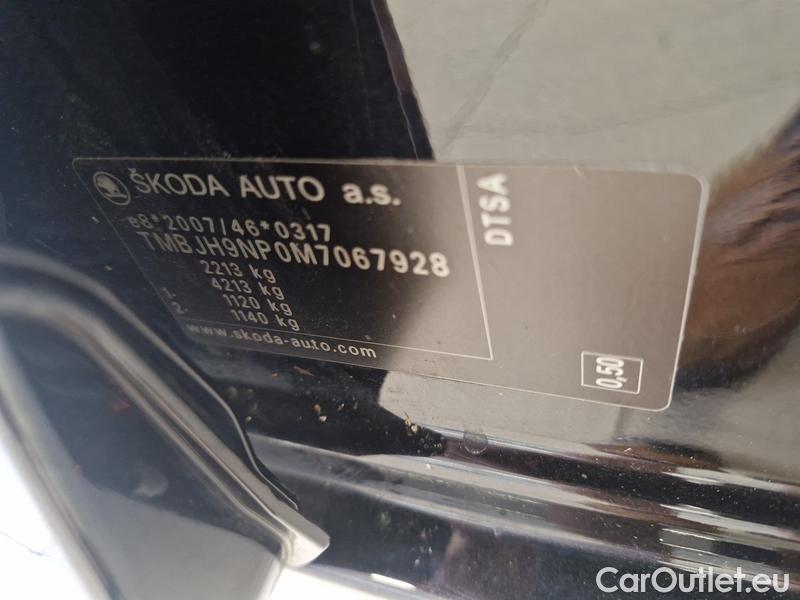 ŠKODA AUTO a.s.
e8*2007/46*0317
TMBJH9NP0M7067928
2213 kg
4213 kg
1- 1120 kg
2- 1140 kg
www.skoda-auto.com
DTSA
0,50
CarOutlet.eu